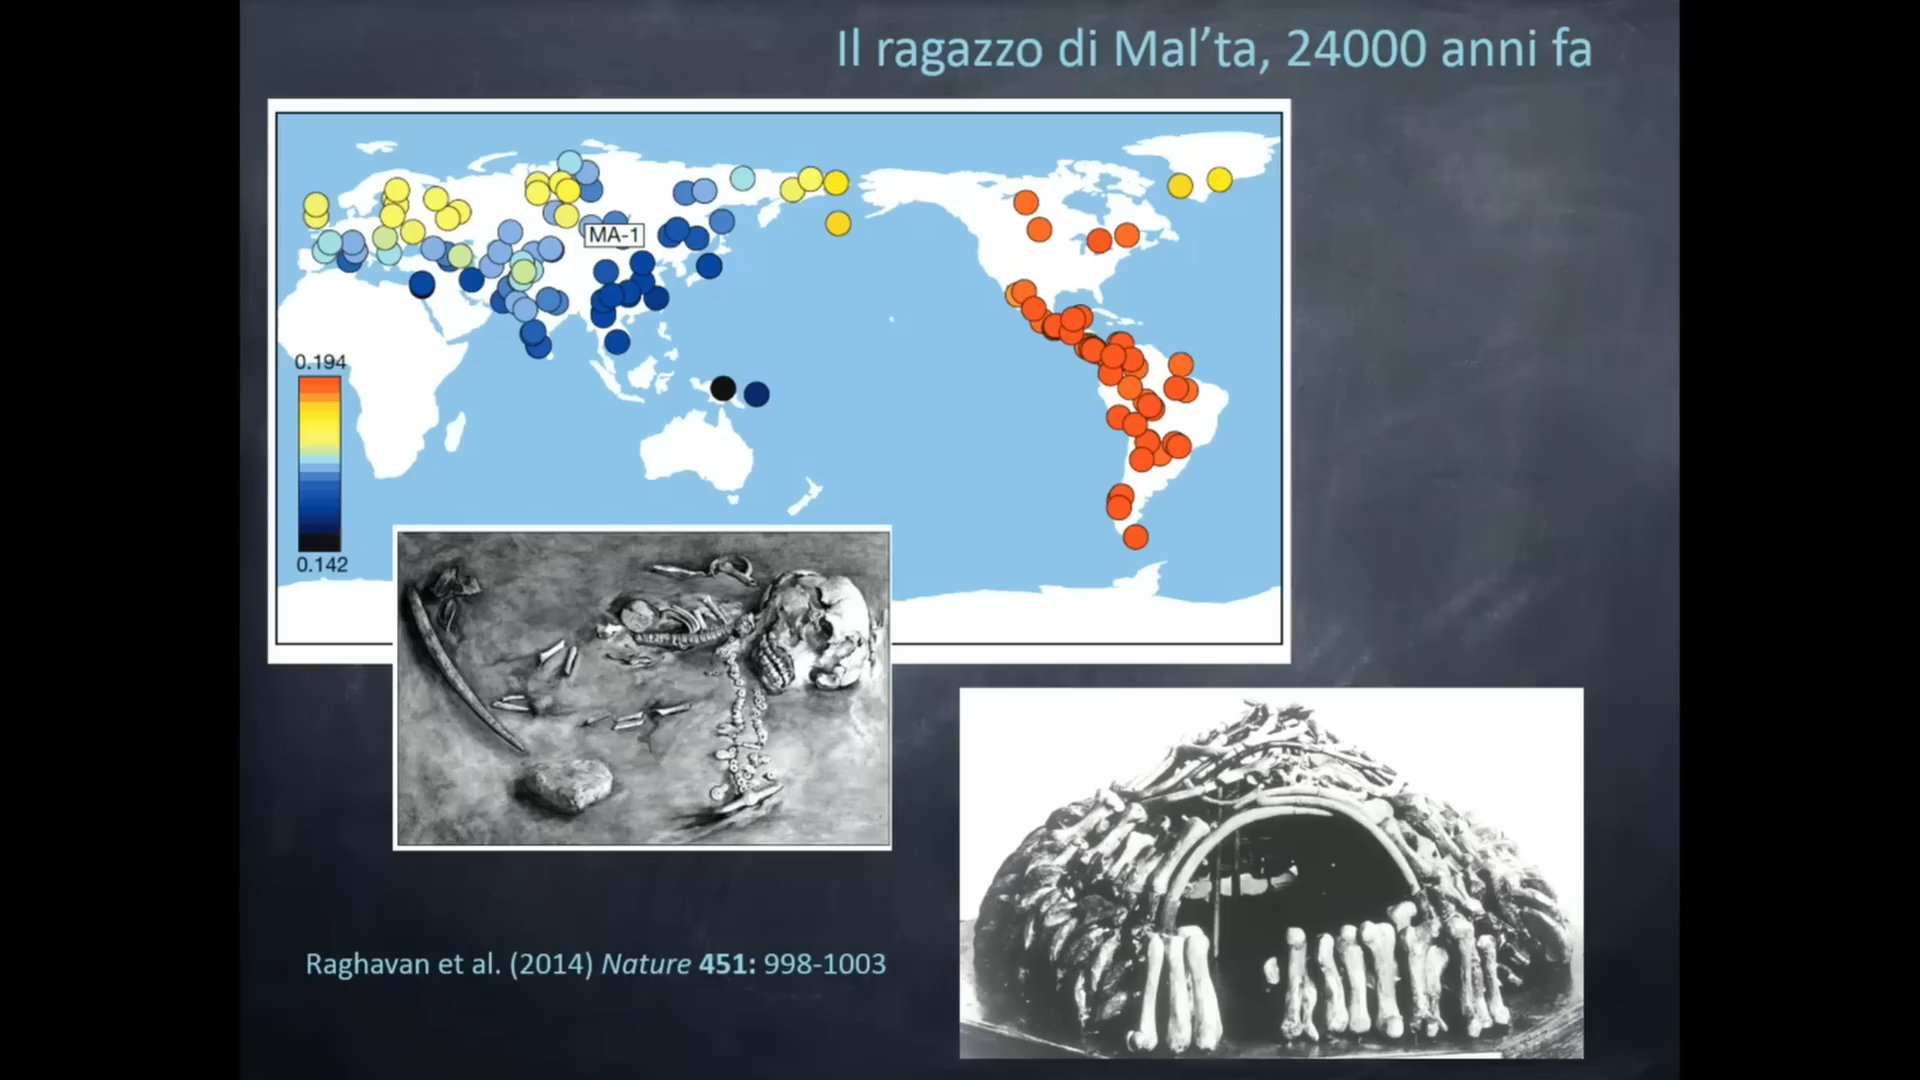 Il ragazzo di Mal’ta, 24000 anni fa
MA-1
0.194
0.142
Raghavan et al. (2014) Nature 451: 998-1003